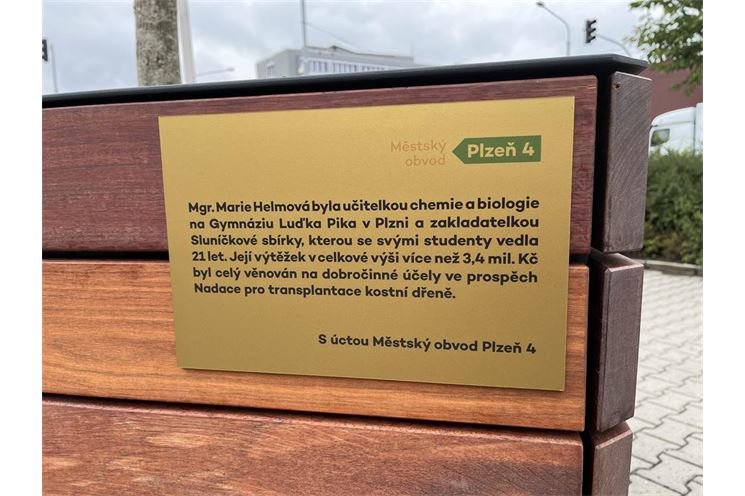 Městský
obvod
Plzeň 4
Mgr. Marie Helmová byla učitelkou chemie a biologie
na Gymnáziu Luďka Pika v Plzni a zakladatelkou
Sluníčkové sbírky, kterou se svými studenty vedla
21 let. Její výtěžek v celkové výši více než 3,4 mil. Kč
byl celý věnován na dobročinné účely ve prospěch
Nadace pro transplantace kostní dřeně.
S úctou Městský obvod Plzeň 4